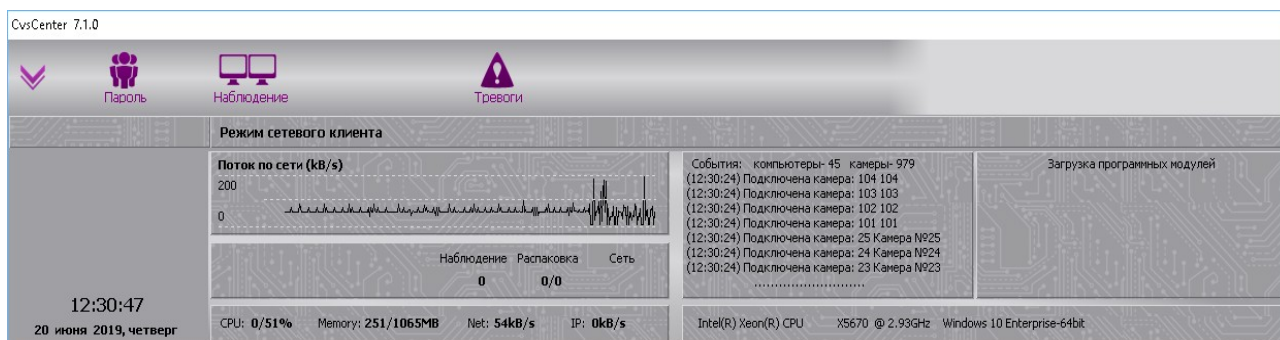 CvsCenter 7.1.0
Пароль
Наблюдение
Тревоги
Режим сетевого клиента
Поток по сети (kB/s)
200
0
События: компьютеры- 45 камеры- 979
(12:30:24) Подключена камера: 104 104
(12:30:24) Подключена камера: 103 103
(12:30:24) Подключена камера: 102 102
(12:30:24) Подключена камера: 101 101
(12:30:24) Подключена камера: 25 Камера №25
(12:30:24) Подключена камера: 24 Камера №24
(12:30:24) Подключена камера: 23 Камера №23
..........................
Загрузка программных модулей
Наблюдение Распаковка Сеть
0 0/0
12:30:47
20 июня 2019, четверг
CPU: 0/51% Memory: 251/1065MB Net: 54kB/s IP: 0kB/s
Intel(R) Xeon(R) CPU X5670 @ 2.93GHz Windows 10 Enterprise-64bit